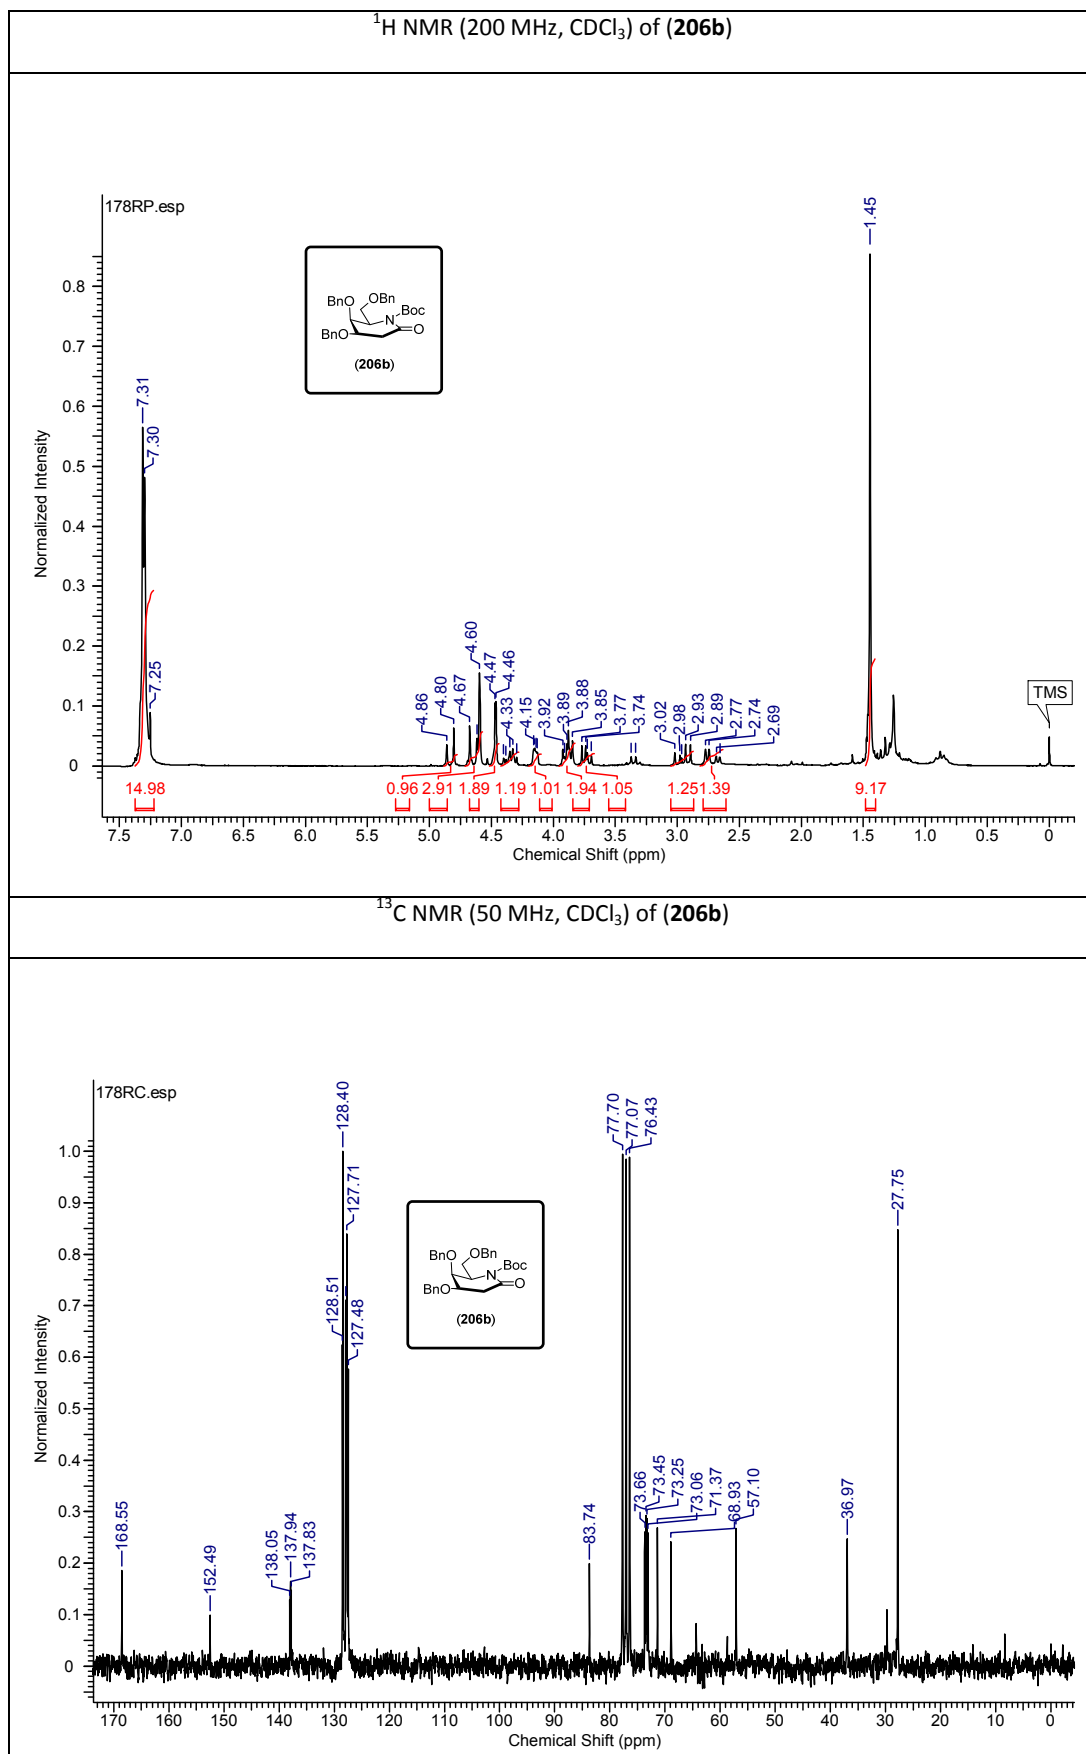 ¹H NMR (200 MHz, CDCl₃) of (206b)
178RP.esp
1.45
7.31
7.30
7.25
BnO
OBn
Boc
N
BnO
O
(206b)
4.86
4.80
4.67
4.60
4.47
4.46
4.33
4.15
3.92
3.89
3.88
3.85
3.77
3.74
3.02
2.98
2.93
2.89
2.77
2.74
2.69
TMS
0.8
0.7
0.6
0.5
0.4
0.3
0.2
0.1
0
Normalized Intensity
14.98 0.96 2.91 1.89 1.19 1.01 1.94 1.05 1.25 1.39 9.17
7.5 7.0 6.5 6.0 5.5 5.0 4.5 4.0 3.5 3.0 2.5 2.0 1.5 1.0 0.5 0
Chemical Shift (ppm)
¹³C NMR (50 MHz, CDCl₃) of (206b)
178RC.esp
168.55
152.49
138.05
137.94
137.83
128.51
128.40
127.71
127.48
83.74
77.70
77.07
76.43
73.66
73.45
73.25
73.06
71.37
68.93
57.10
36.97
27.75
BnO
OBn
Boc
N
BnO
O
(206b)
1.0
0.9
0.8
0.7
0.6
0.5
0.4
0.3
0.2
0.1
0
Normalized Intensity
170 160 150 140 130 120 110 100 90 80 70 60 50 40 30 20 10 0
Chemical Shift (ppm)